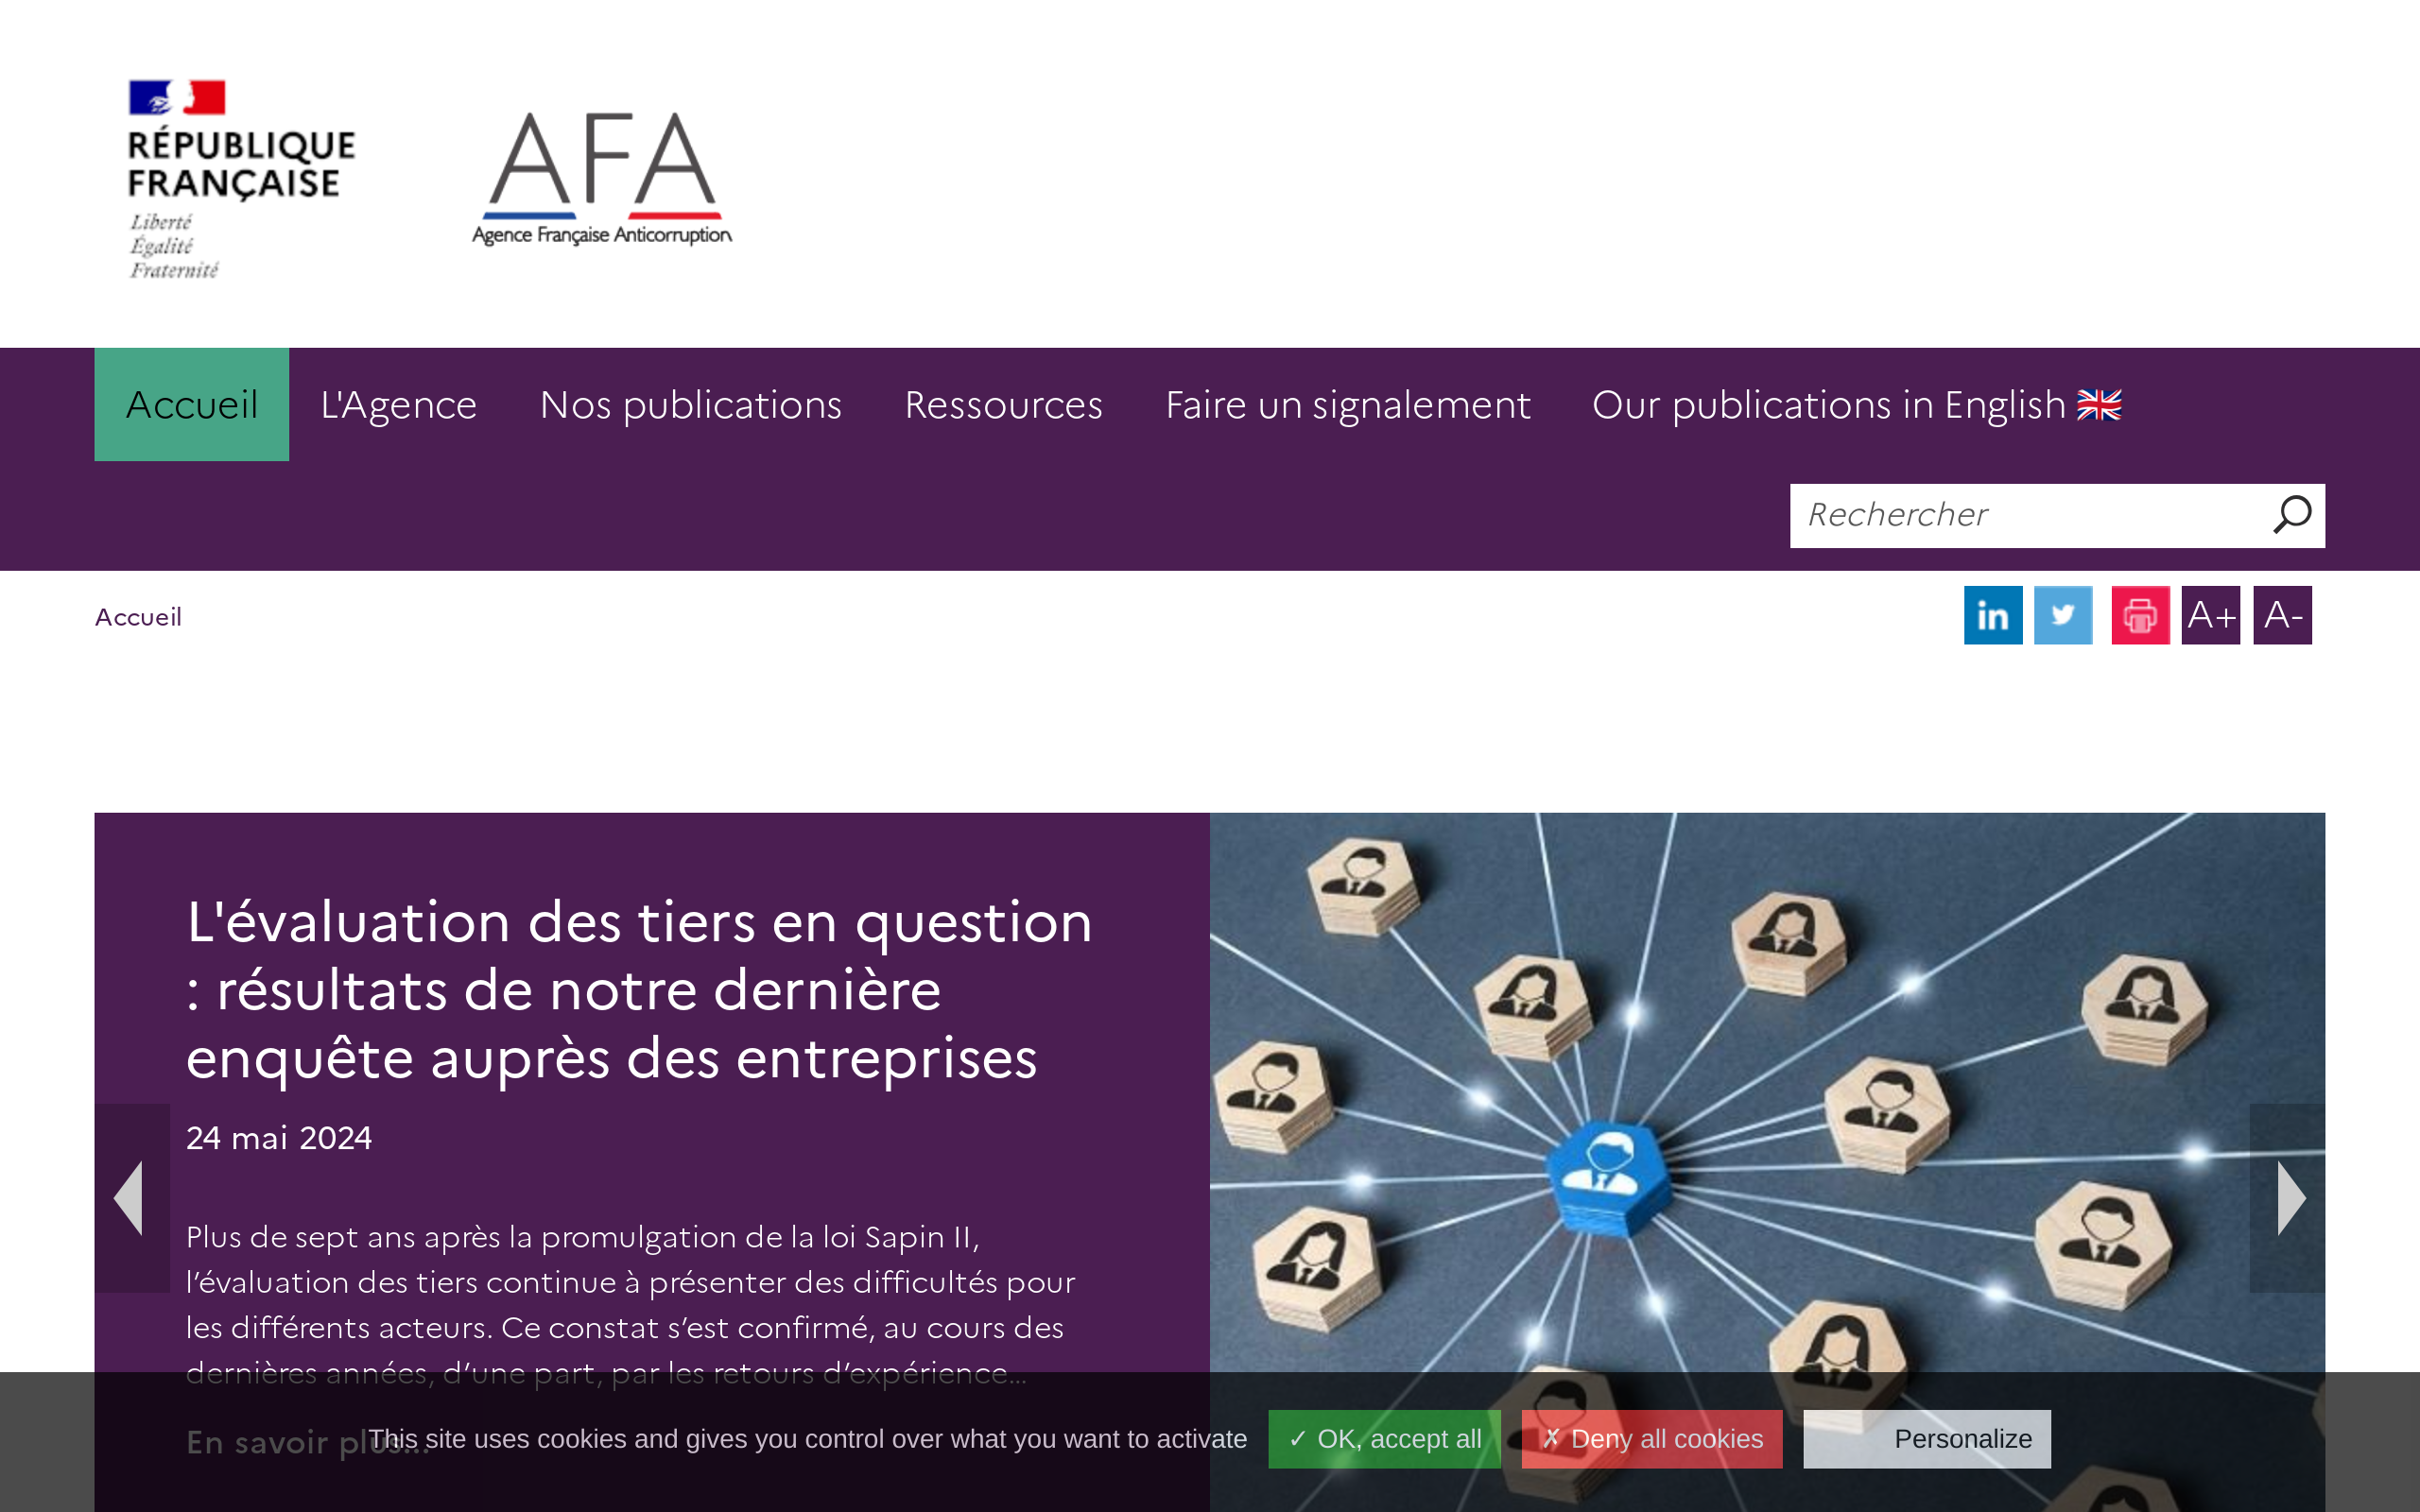 RÉPUBLIQUE
FRANÇAISE
Liberté
Égalité
Fraternité
AFA
Agence Française Anticorruption
Accueil L'Agence Nos publications Ressources Faire un signalement Our publications in English 🇬🇧
Rechercher
Accueil
in A+ A-
L'évaluation des tiers en question
: résultats de notre dernière
enquête auprès des entreprises
24 mai 2024
Plus de sept ans après la promulgation de la loi Sapin II,
l’évaluation des tiers continue à présenter des difficultés pour
les différents acteurs. Ce constat s’est confirmé, au cours des
dernières années, d’une part, par les retours d’expérience...
En savoir plus...
This site uses cookies and gives you control over what you want to activate ✓ OK, accept all ✗ Deny all cookies Personalize